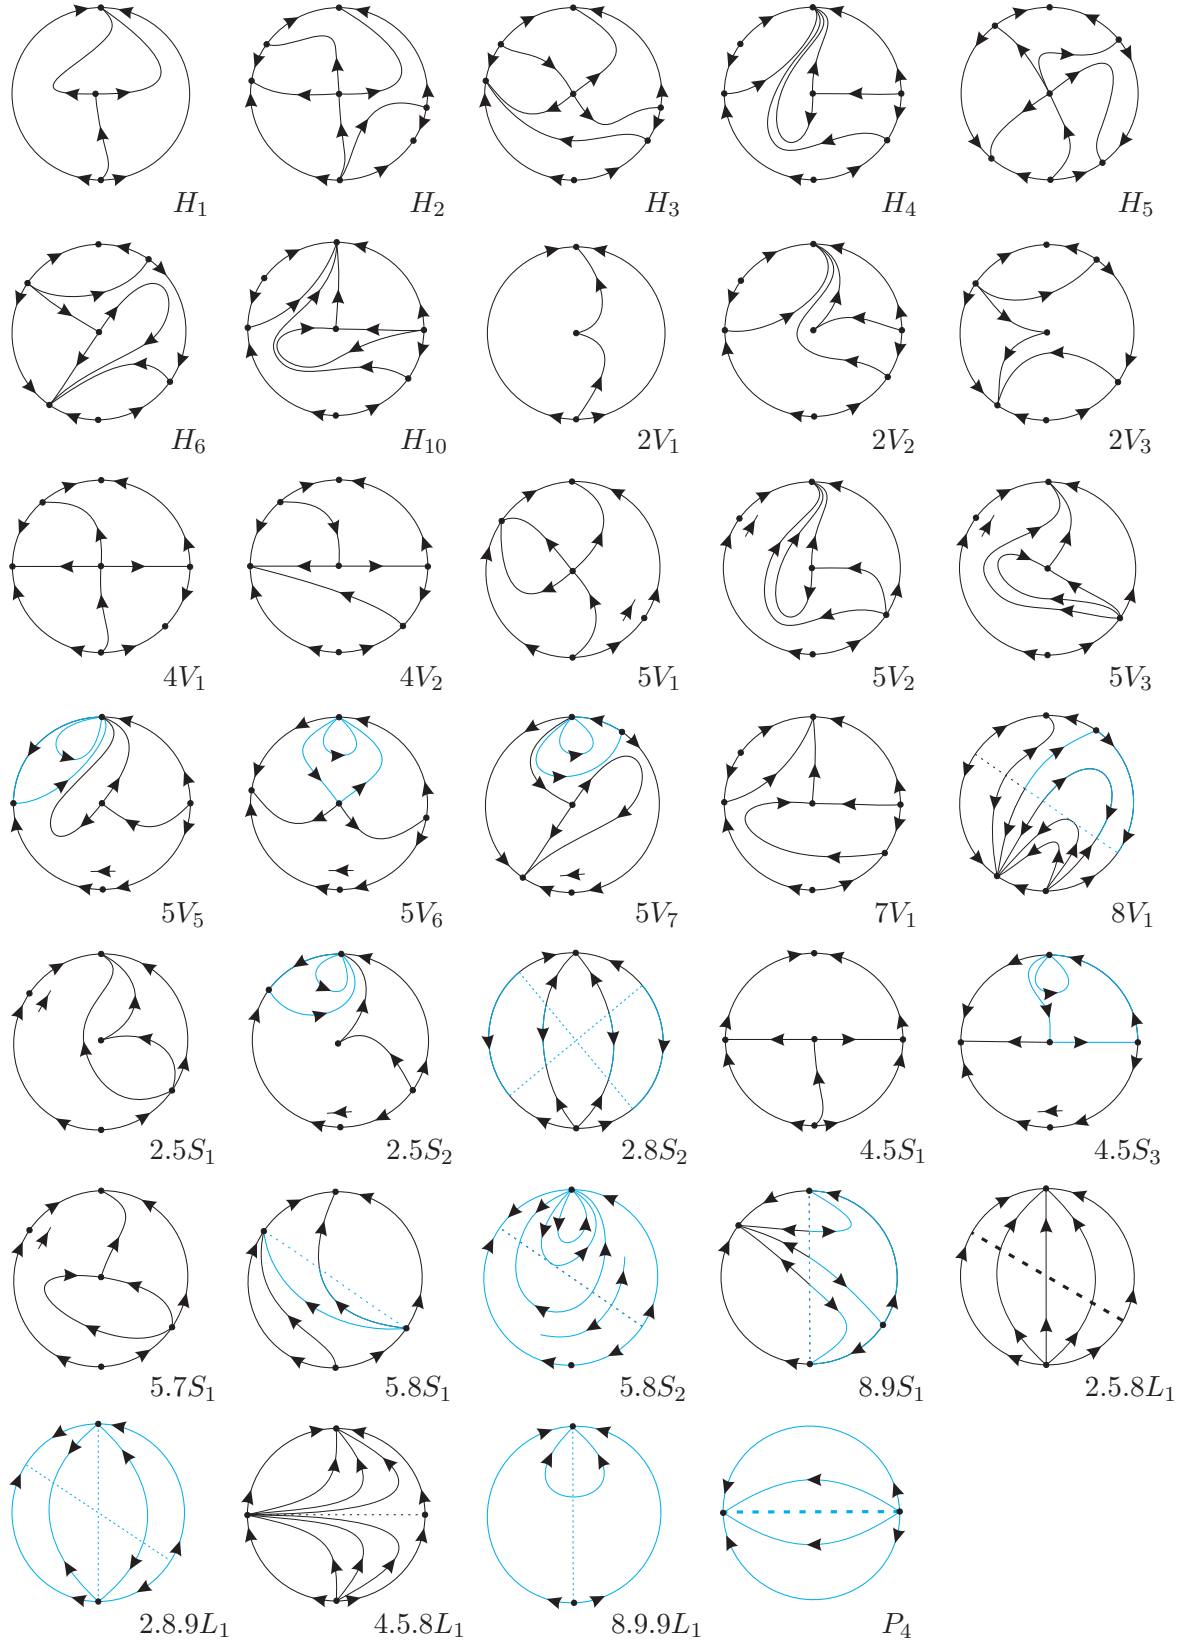 H₁ H₂ H₃ H₄ H₅
H₆ H₁₀ 2V₁ 2V₂ 2V₃
4V₁ 4V₂ 5V₁ 5V₂ 5V₃
5V₅ 5V₆ 5V₇ 7V₁ 8V₁
2.5S₁ 2.5S₂ 2.8S₂ 4.5S₁ 4.5S₃
5.7S₁ 5.8S₁ 5.8S₂ 8.9S₁ 2.5.8L₁
2.8.9L₁ 4.5.8L₁ 8.9.9L₁ P₄